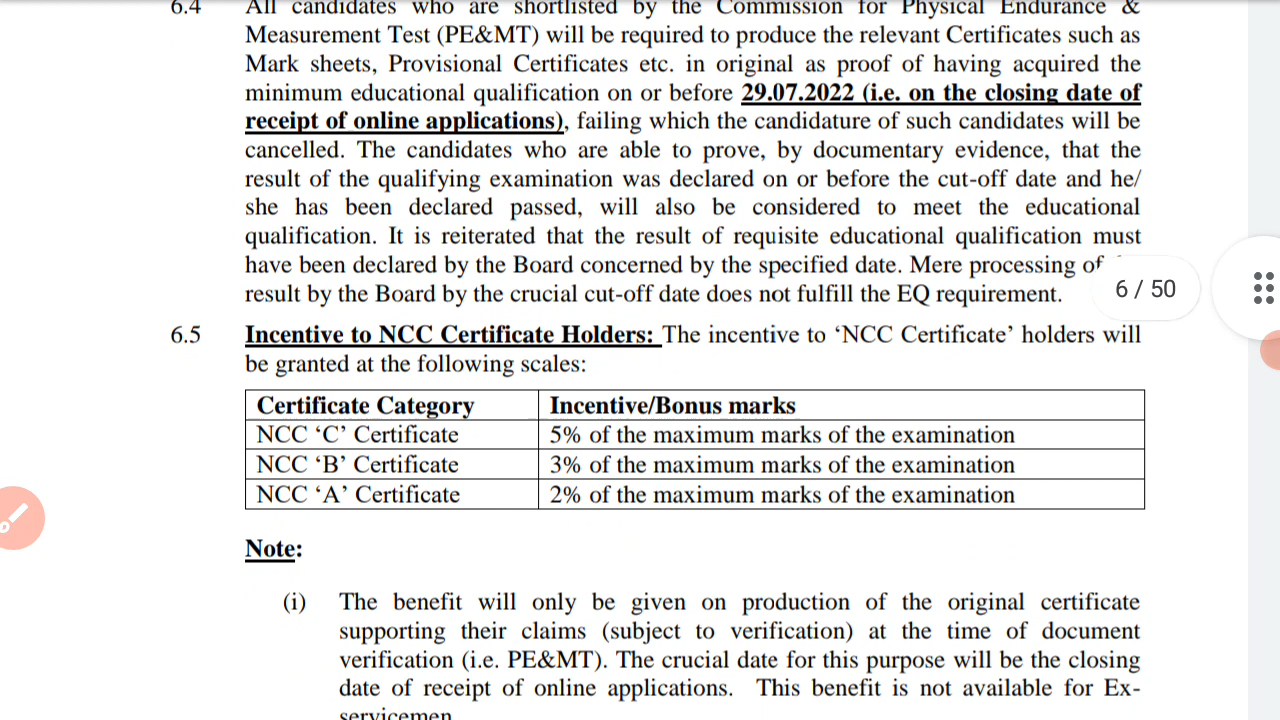 6.4 All candidates who are shortlisted by the Commission for Physical Endurance &
Measurement Test (PE&MT) will be required to produce the relevant Certificates such as
Mark sheets, Provisional Certificates etc. in original as proof of having acquired the
minimum educational qualification on or before 29.07.2022 (i.e. on the closing date of
receipt of online applications), failing which the candidature of such candidates will be
cancelled. The candidates who are able to prove, by documentary evidence, that the
result of the qualifying examination was declared on or before the cut-off date and he/
she has been declared passed, will also be considered to meet the educational
qualification. It is reiterated that the result of requisite educational qualification must
have been declared by the Board concerned by the specified date. Mere processing of
result by the Board by the crucial cut-off date does not fulfill the EQ requirement.
6 / 50
6.5 Incentive to NCC Certificate Holders: The incentive to ‘NCC Certificate’ holders will
be granted at the following scales:
Certificate Category Incentive/Bonus marks
NCC ‘C’ Certificate 5% of the maximum marks of the examination
NCC ‘B’ Certificate 3% of the maximum marks of the examination
NCC ‘A’ Certificate 2% of the maximum marks of the examination
Note:
(i) The benefit will only be given on production of the original certificate
supporting their claims (subject to verification) at the time of document
verification (i.e. PE&MT). The crucial date for this purpose will be the closing
date of receipt of online applications. This benefit is not available for Ex-
servicemen